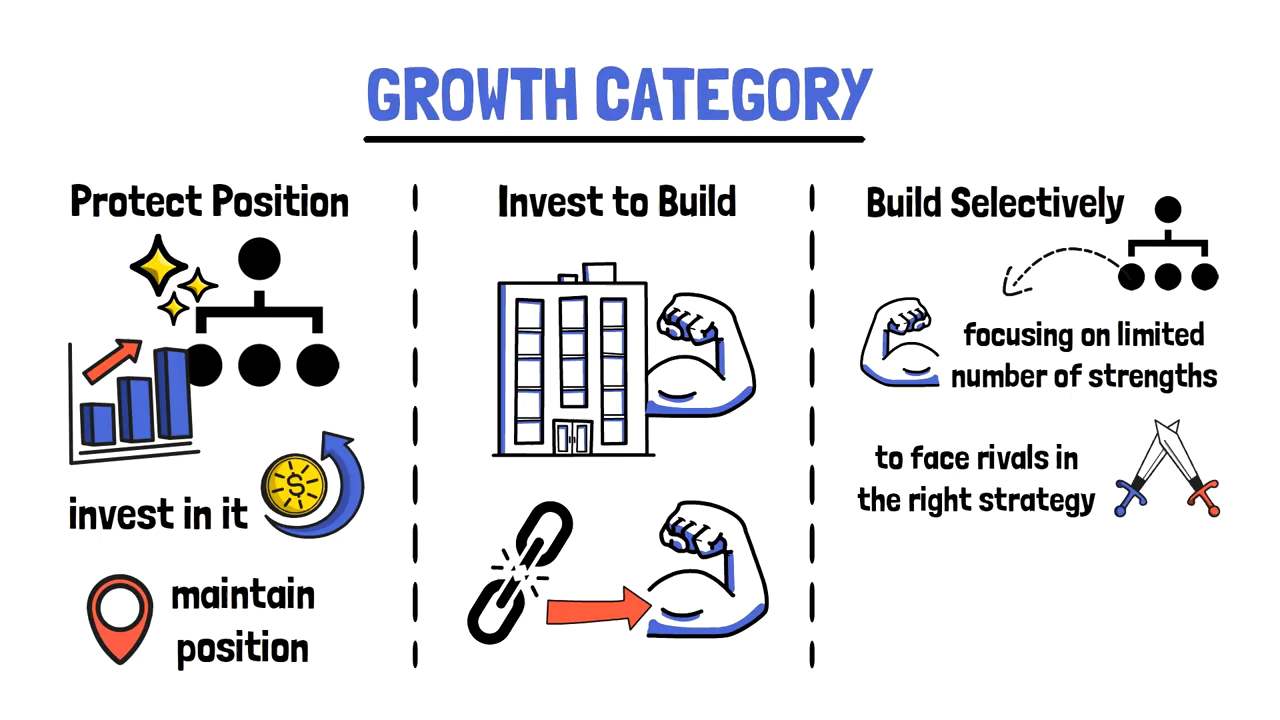 GROWTH CATEGORY
Protect Position
$
invest in it
maintain
position
Invest to Build
Build Selectively
focusing on limited
number of strengths
to face rivals in
the right strategy